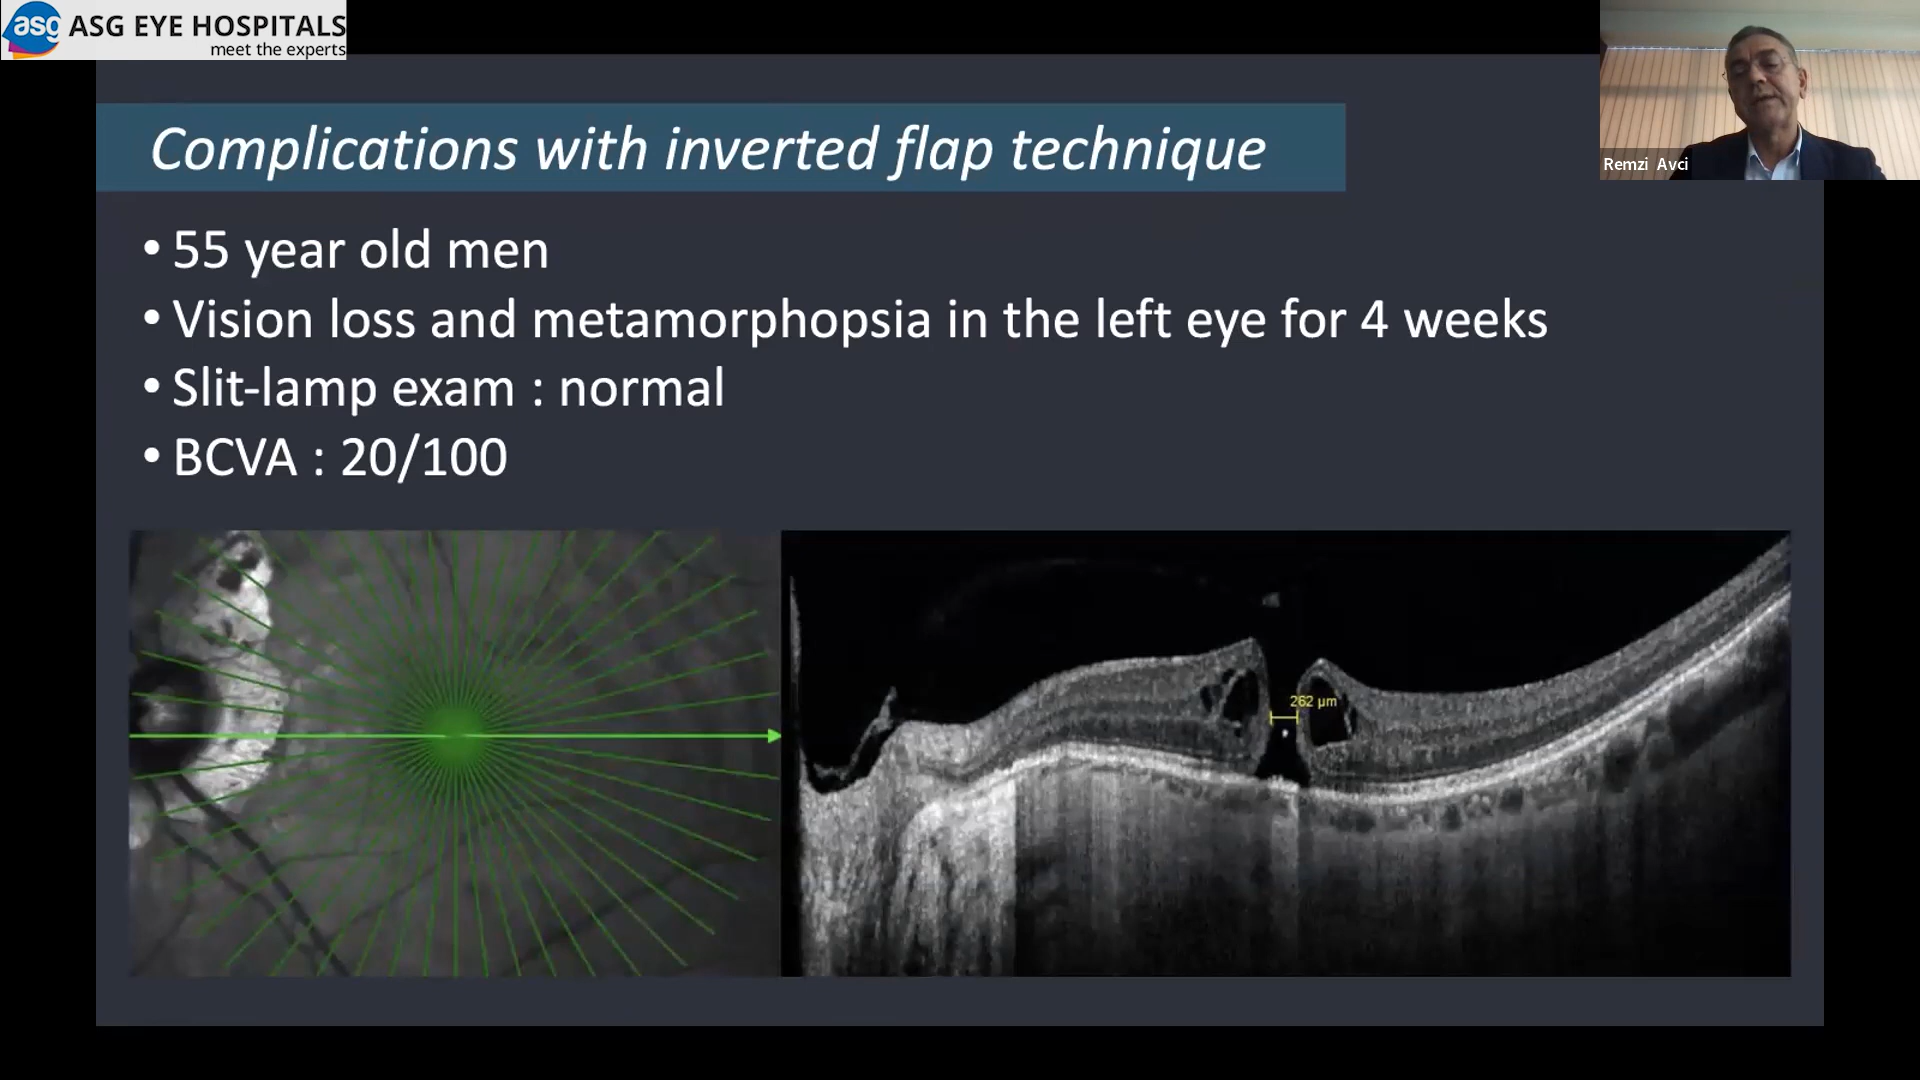 asg ASG EYE HOSPITALS
meet the experts
Remzi Avci
Complications with inverted flap technique
• 55 year old men
• Vision loss and metamorphopsia in the left eye for 4 weeks
• Slit-lamp exam : normal
• BCVA : 20/100
262 µm